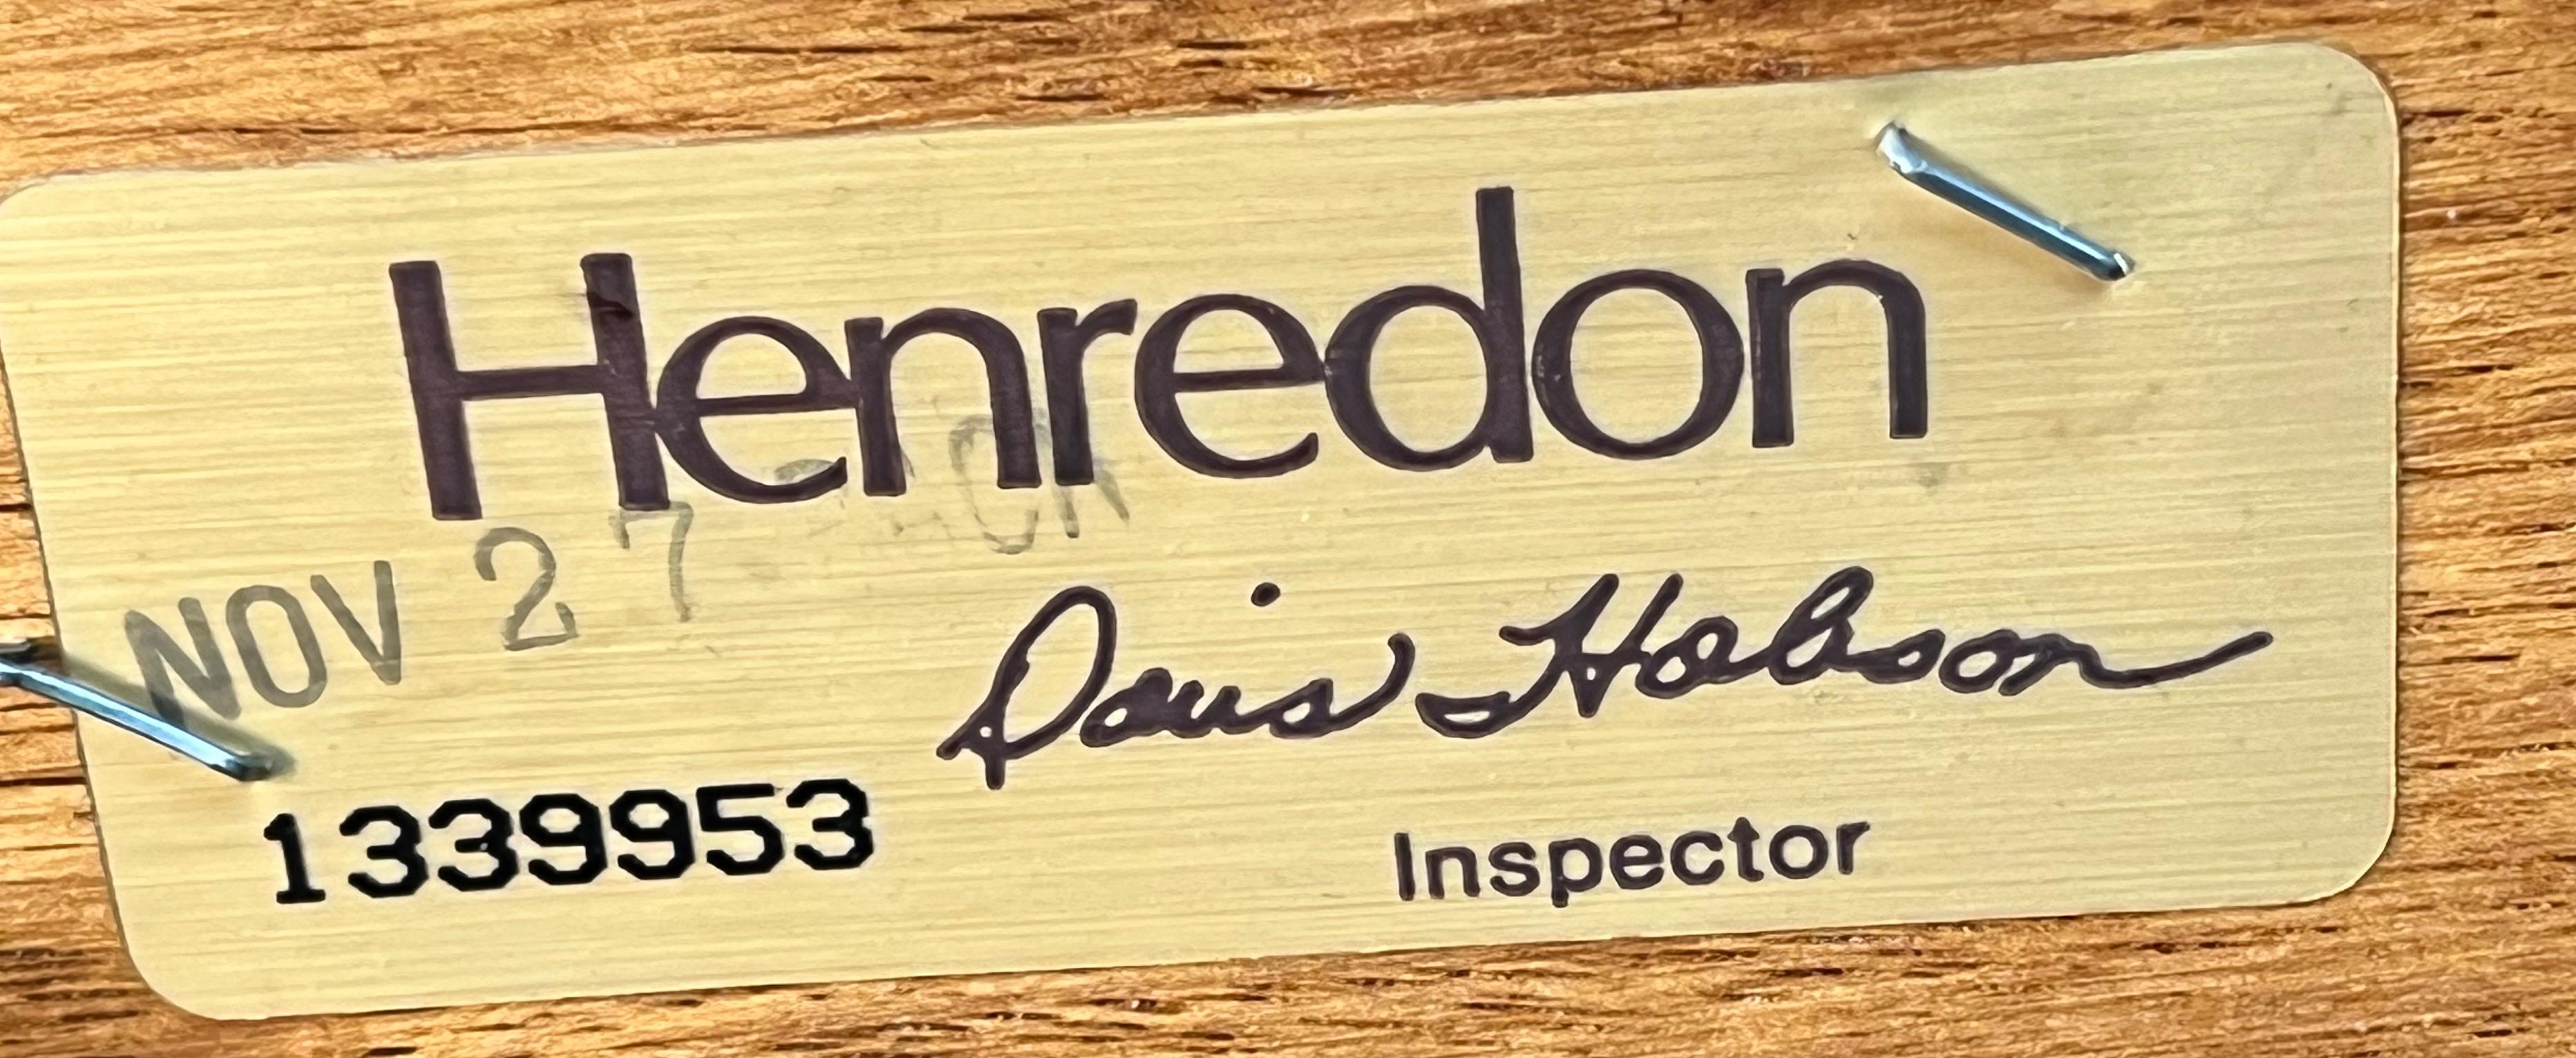 Henredon
NOV 27
Doris Hobson
1339953
Inspector